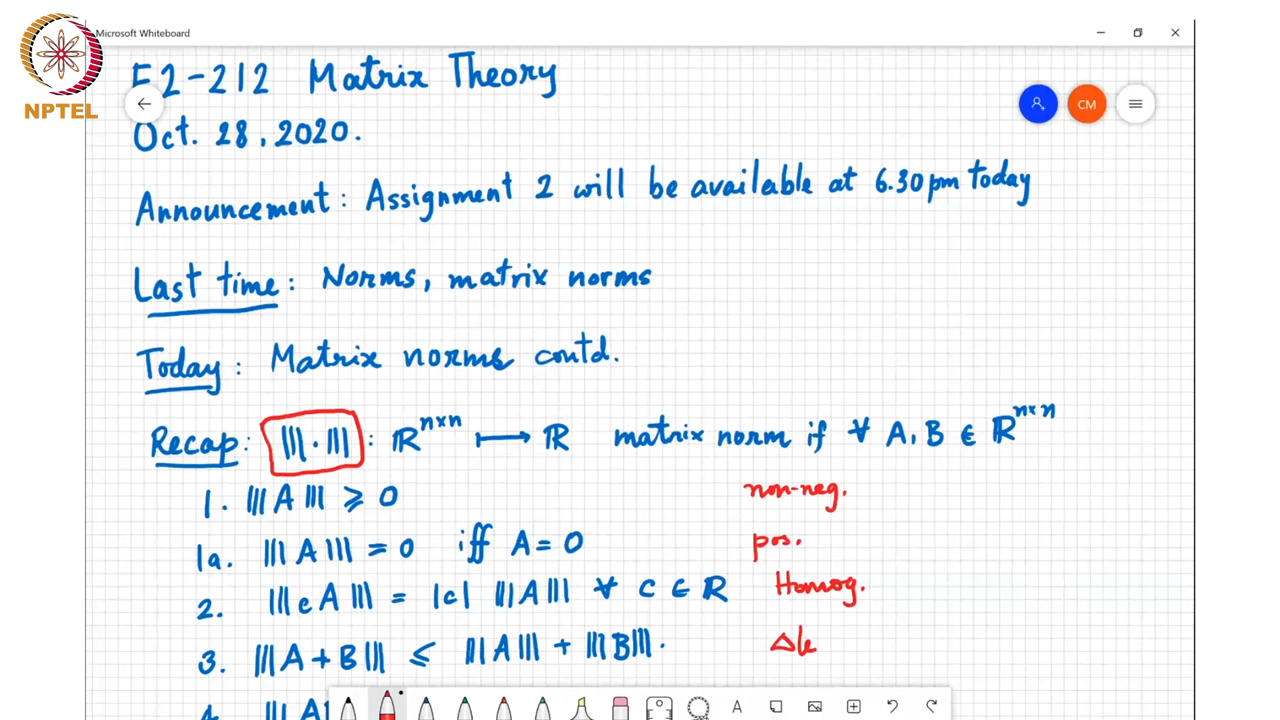 Microsoft Whiteboard
NPTEL
E2-212 Matrix Theory
CM
Oct. 28, 2020.
Announcement: Assignment 2 will be available at 6.30pm today
Last time: Norms, matrix norms
Today: Matrix norms contd.
Recap: |||·||| : ℝ^{n×n} ↦ ℝ matrix norm if ∀ A, B ∈ ℝ^{n×n}
1. |||A||| ⩾ 0 non-neg.
1a. |||A||| = 0 iff A = 0 pos.
2. |||cA||| = |c| |||A||| ∀ c ∈ ℝ Homog.
3. |||A+B||| ⩽ |||A||| + |||B|||. Δle
A